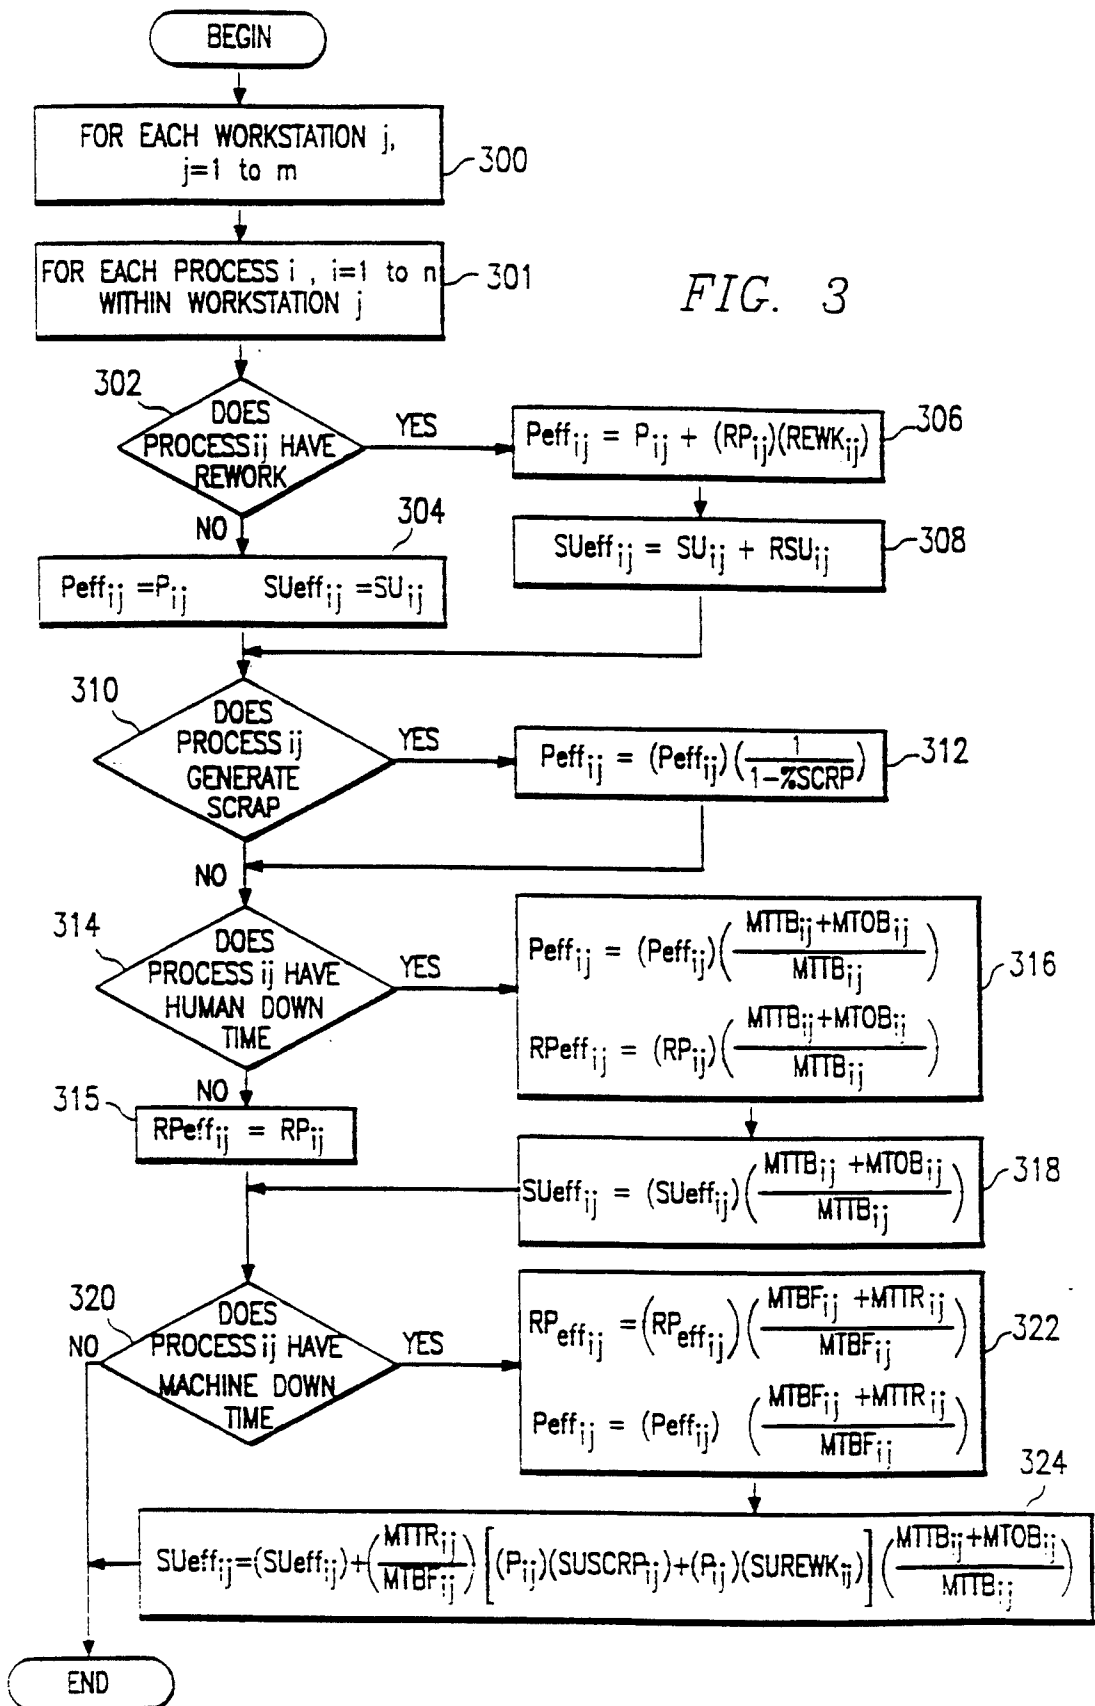 BEGIN
FOR EACH WORKSTATION j,
j=1 to m
300
FOR EACH PROCESS i , i=1 to n
WITHIN WORKSTATION j
301
FIG. 3
302
DOES
PROCESS ij HAVE
REWORK
YES
NO
Peff_ij = P_ij + (RP_ij)(REWK_ij)
306
304
Peff_ij =P_ij SUeff_ij =SU_ij
SUeff_ij = SU_ij + RSU_ij
308
310
DOES
PROCESS ij
GENERATE
SCRAP
YES
NO
Peff_ij = (Peff_ij)(1/(1-%SCRP))
312
314
DOES
PROCESS ij HAVE
HUMAN DOWN
TIME
YES
NO
Peff_ij = (Peff_ij)((MTTB_ij+MTOB_ij)/MTTB_ij)
RPeff_ij = (RP_ij)((MTTB_ij+MTOB_ij)/MTTB_ij)
316
315
RPeff_ij = RP_ij
SUeff_ij = (SUeff_ij)((MTTB_ij +MTOB_ij)/MTTB_ij)
318
320
DOES
PROCESS ij HAVE
MACHINE DOWN
TIME
NO
YES
RP_eff_ij =(RP_eff_ij)((MTBF_ij +MTTR_ij)/MTBF_ij)
Peff_ij = (Peff_ij) ((MTBF_ij +MTTR_ij)/MTBF_ij)
322
324
SUeff_ij=(SUeff_ij)+(MTTR_ij/MTBF_ij)[(P_ij)(SUSCRP_ij)+(P_ij)(SUREWK_ij)]((MTTB_ij+MTOB_ij)/MTTB_ij)
END